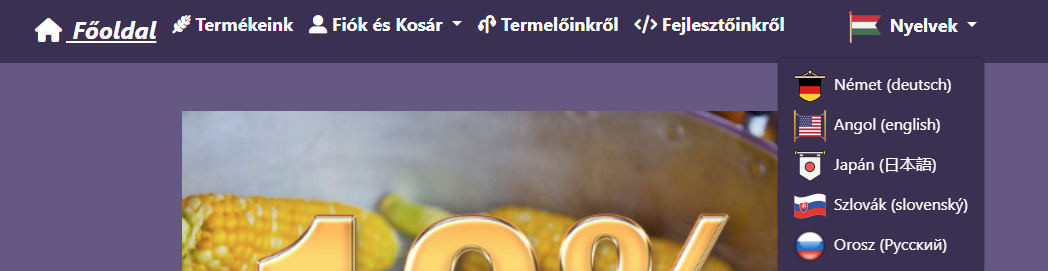 Főoldal Termékeink Fiók és Kosár Termelőinkről Fejlesztőinkről Nyelvek
Német (deutsch)
Angol (english)
Japán (日本語)
Szlovák (slovenský)
Orosz (Русский)
10%